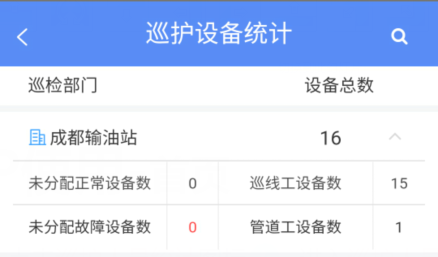 巡护设备统计
巡检部门 设备总数
成都输油站 16
未分配正常设备数 0 巡线工设备数 15
未分配故障设备数 0 管道工设备数 1